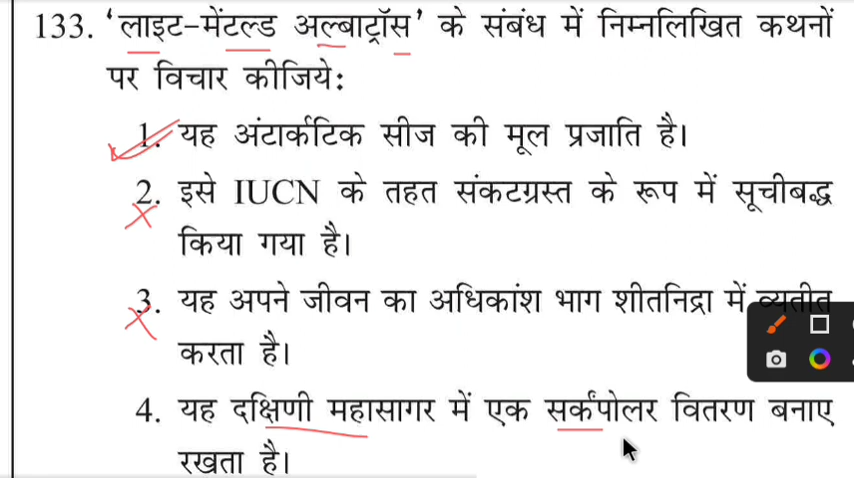 133. ‘लाइट-मेंटल्ड अल्बाट्रॉस’ के संबंध में निम्नलिखित कथनों
पर विचार कीजिये:
1. यह अंटार्कटिक सीज की मूल प्रजाति है।
2. इसे IUCN के तहत संकटग्रस्त के रूप में सूचीबद्ध
किया गया है।
3. यह अपने जीवन का अधिकांश भाग शीतनिद्रा में व्यतीत
करता है।
4. यह दक्षिणी महासागर में एक सर्कंपोलर वितरण बनाए
रखता है।